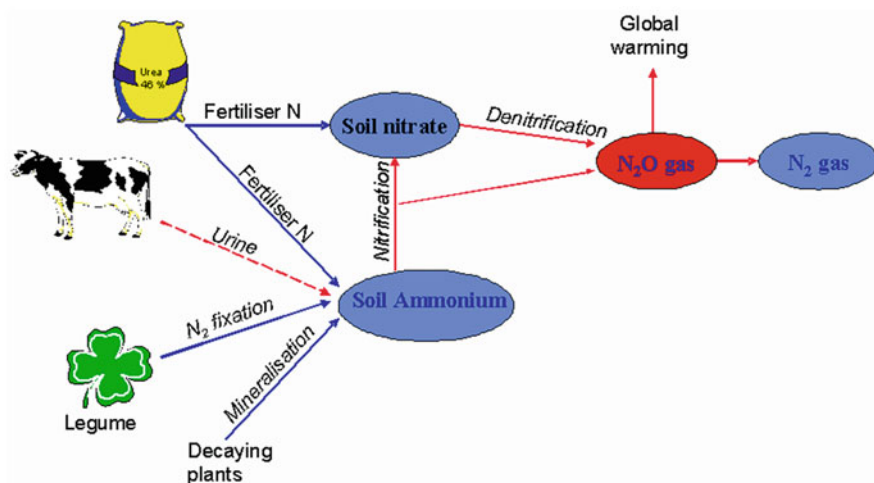 Global
warming
Urea
46 %
Fertiliser N
Soil nitrate
Denitrification
N₂O gas
N₂ gas
Fertiliser N
Nitrification
Urine
Soil Ammonium
N₂ fixation
Mineralisation
Legume
Decaying
plants